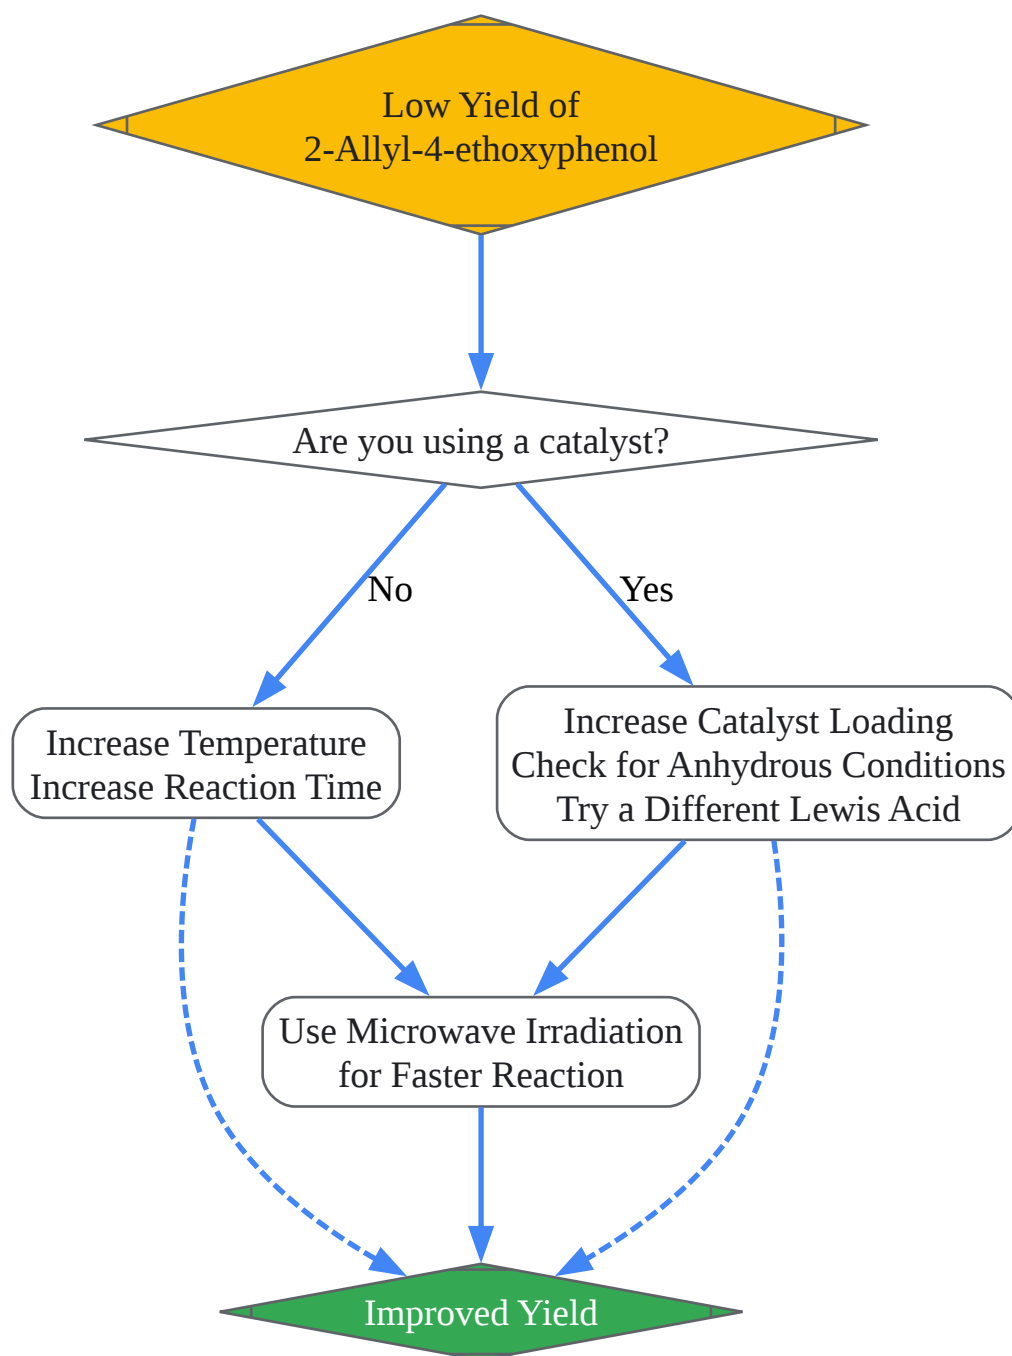 Low Yield of
2-Allyl-4-ethoxyphenol
Are you using a catalyst?
No
Yes
Increase Temperature
Increase Reaction Time
Increase Catalyst Loading
Check for Anhydrous Conditions
Try a Different Lewis Acid
Use Microwave Irradiation
for Faster Reaction
Improved Yield